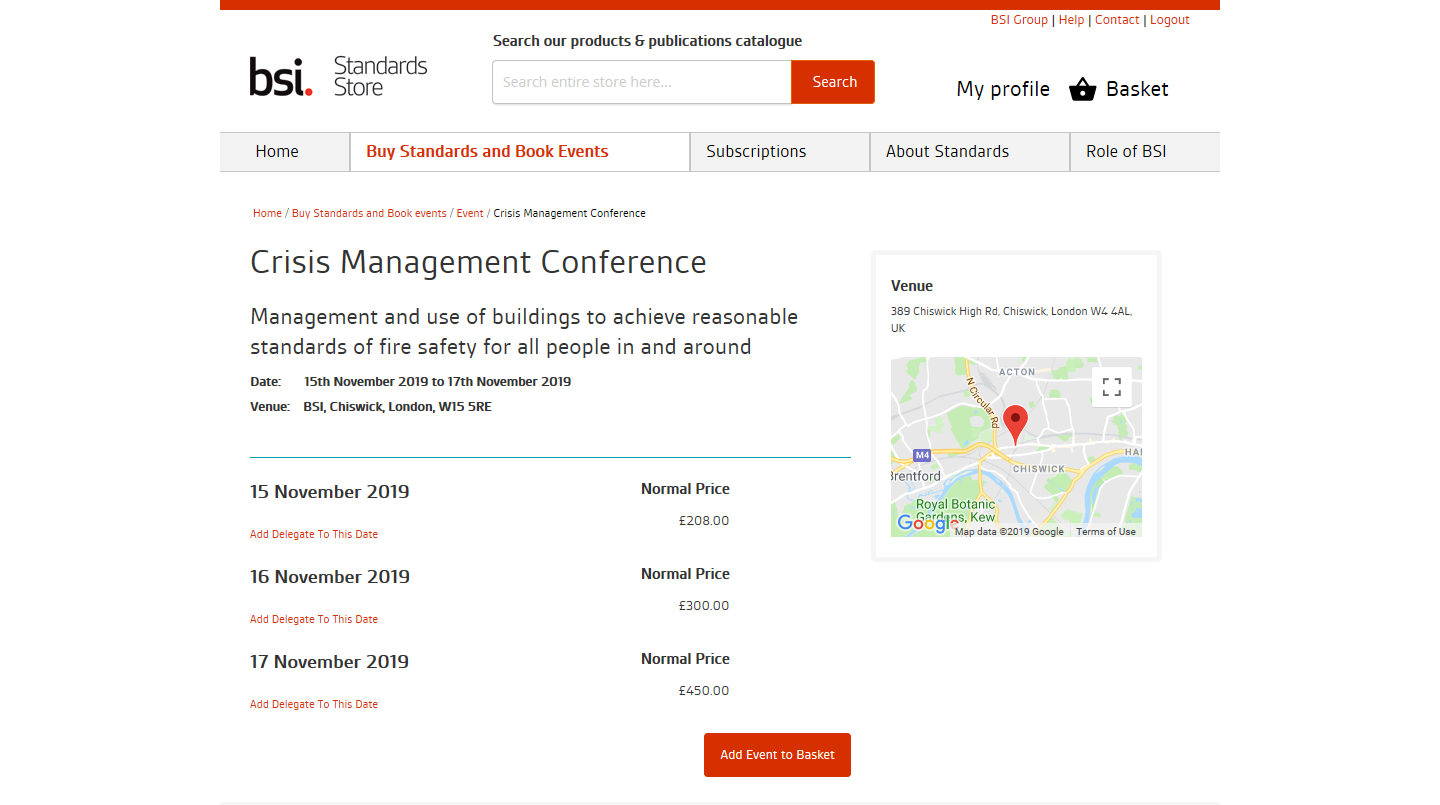 BSI Group | Help | Contact | Logout
Search our products & publications catalogue
bsi. Standards
Store
Search entire store here...
Search
My profile
Basket
Home
Buy Standards and Book Events
Subscriptions
About Standards
Role of BSI
Home / Buy Standards and Book events / Event / Crisis Management Conference
Crisis Management Conference
Management and use of buildings to achieve reasonable
standards of fire safety for all people in and around
Date: 15th November 2019 to 17th November 2019
Venue: BSI, Chiswick, London, W15 5RE
15 November 2019
Normal Price
£208.00
Add Delegate To This Date
16 November 2019
Normal Price
£300.00
Add Delegate To This Date
17 November 2019
Normal Price
£450.00
Add Delegate To This Date
Add Event to Basket
Venue
389 Chiswick High Rd, Chiswick, London W4 4AL,
UK
ACTON
N Circular Rd
M4
HA
CHISWICK
Brentford
Royal Botanic
Gardens, Kew
Google
Map data ©2019 Google
Terms of Use